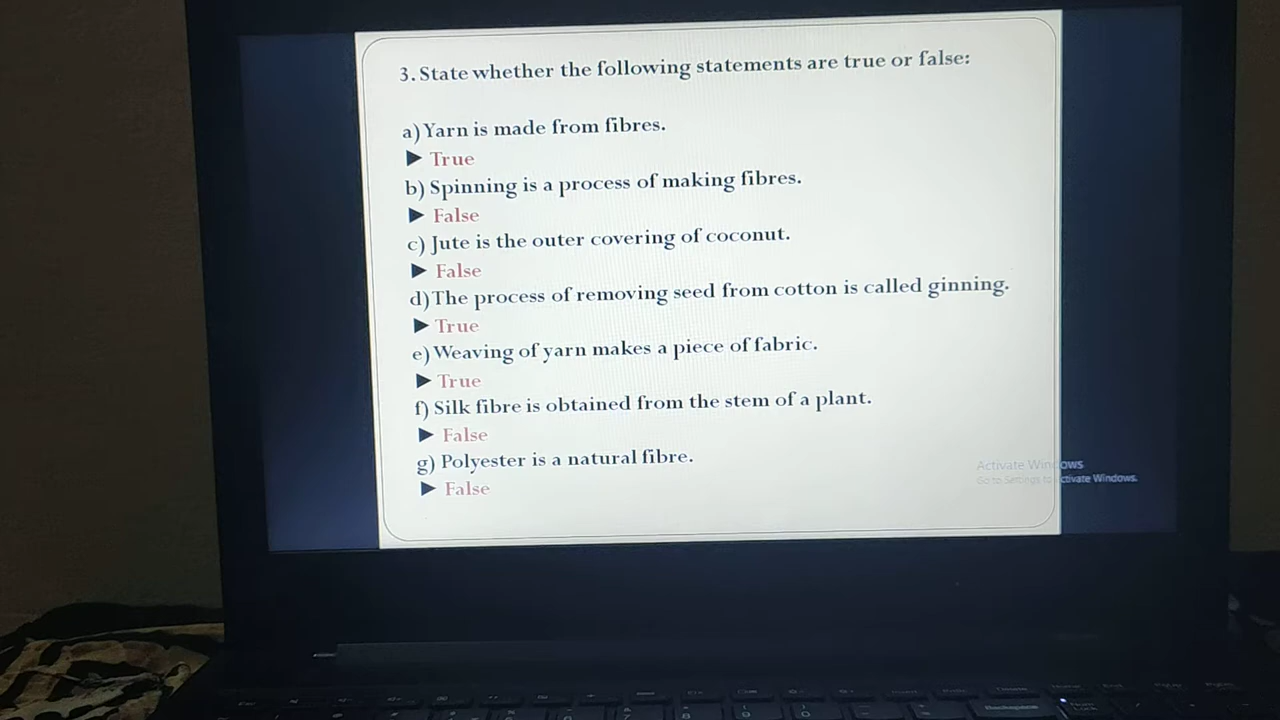 3. State whether the following statements are true or false:
a) Yarn is made from fibres.
► True
b) Spinning is a process of making fibres.
► False
c) Jute is the outer covering of coconut.
► False
d) The process of removing seed from cotton is called ginning.
► True
e) Weaving of yarn makes a piece of fabric.
► True
f) Silk fibre is obtained from the stem of a plant.
► False
g) Polyester is a natural fibre.
► False
Activate Windows
Go to Settings to activate Windows.
Backspace